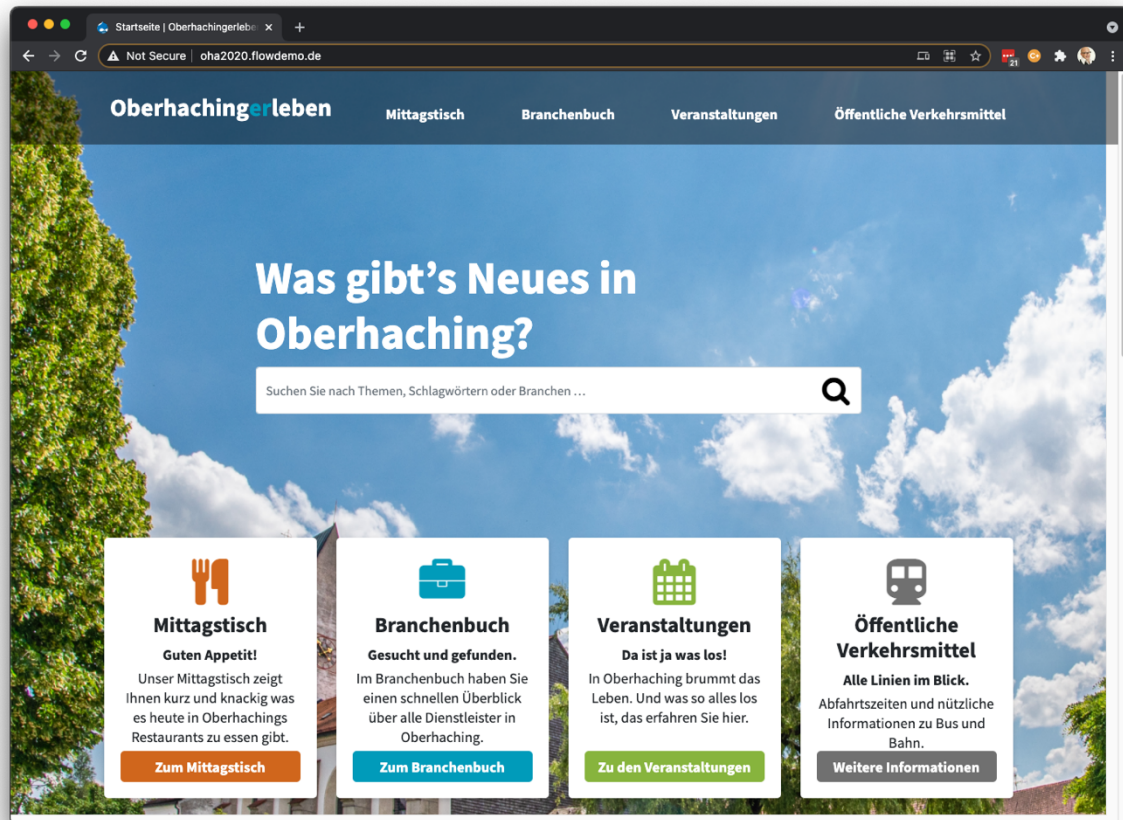 Startseite | Oberhachingerlebe
Not Secure | oha2020.flowdemo.de
21
Oberhachingerleben
Mittagstisch
Branchenbuch
Veranstaltungen
Öffentliche Verkehrsmittel
Was gibt’s Neues in
Oberhaching?
Suchen Sie nach Themen, Schlagwörtern oder Branchen …
Mittagstisch
Guten Appetit!
Unser Mittagstisch zeigt
Ihnen kurz und knackig was
es heute in Oberhachings
Restaurants zu essen gibt.
Zum Mittagstisch
Branchenbuch
Gesucht und gefunden.
Im Branchenbuch haben Sie
einen schnellen Überblick
über alle Dienstleister in
Oberhaching.
Zum Branchenbuch
Veranstaltungen
Da ist ja was los!
In Oberhaching brummt das
Leben. Und was so alles los
ist, das erfahren Sie hier.
Zu den Veranstaltungen
Öffentliche
Verkehrsmittel
Alle Linien im Blick.
Abfahrtszeiten und nützliche
Informationen zu Bus und
Bahn.
Weitere Informationen